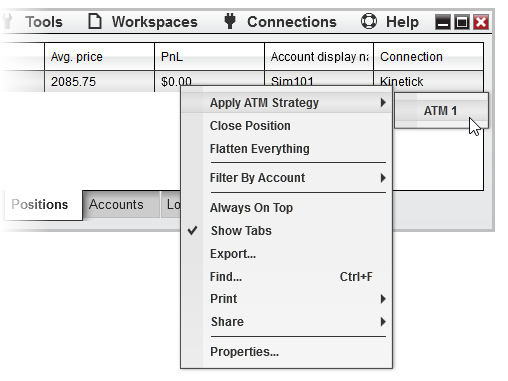 Tools Workspaces Connections Help
Avg. price PnL Account display na Connection
2085.75 $0.00 Sim101 Kinetick
Apply ATM Strategy ATM 1
Close Position
Flatten Everything
Filter By Account
Positions Accounts Lo
Always On Top
Show Tabs
Export...
Find... Ctrl+F
Print
Share
Properties...